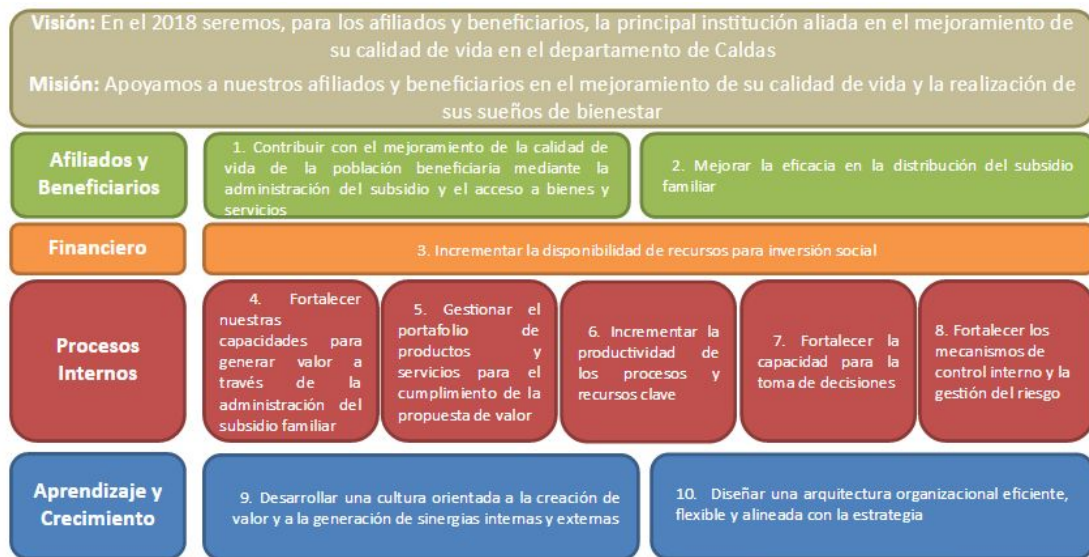 Visión: En el 2018 seremos, para los afiliados y beneficiarios, la principal institución aliada en el mejoramiento de
su calidad de vida en el departamento de Caldas
Misión: Apoyamos a nuestros afiliados y beneficiarios en el mejoramiento de su calidad de vida y la realización de
sus sueños de bienestar
Afiliados y
Beneficiarios
1. Contribuir con el mejoramiento de la calidad de
vida de la población beneficiaria mediante la
administración del subsidio y el acceso a bienes y
servicios
2. Mejorar la eficacia en la distribución del subsidio
familiar
Financiero
3. Incrementar la disponibilidad de recursos para inversión social
Procesos
Internos
4. Fortalecer
nuestras
capacidades para
generar valor a
través de la
administración del
subsidio familiar
5. Gestionar el
portafolio de
productos y
servicios para el
cumplimiento de la
propuesta de valor
6. Incrementar la
productividad de
los procesos y
recursos clave
7. Fortalecer la
capacidad para la
toma de decisiones
8. Fortalecer los
mecanismos de
control interno y la
gestión del riesgo
Aprendizaje y
Crecimiento
9. Desarrollar una cultura orientada a la creación de
valor y a la generación de sinergias internas y externas
10. Diseñar una arquitectura organizacional eficiente,
flexible y alineada con la estrategia